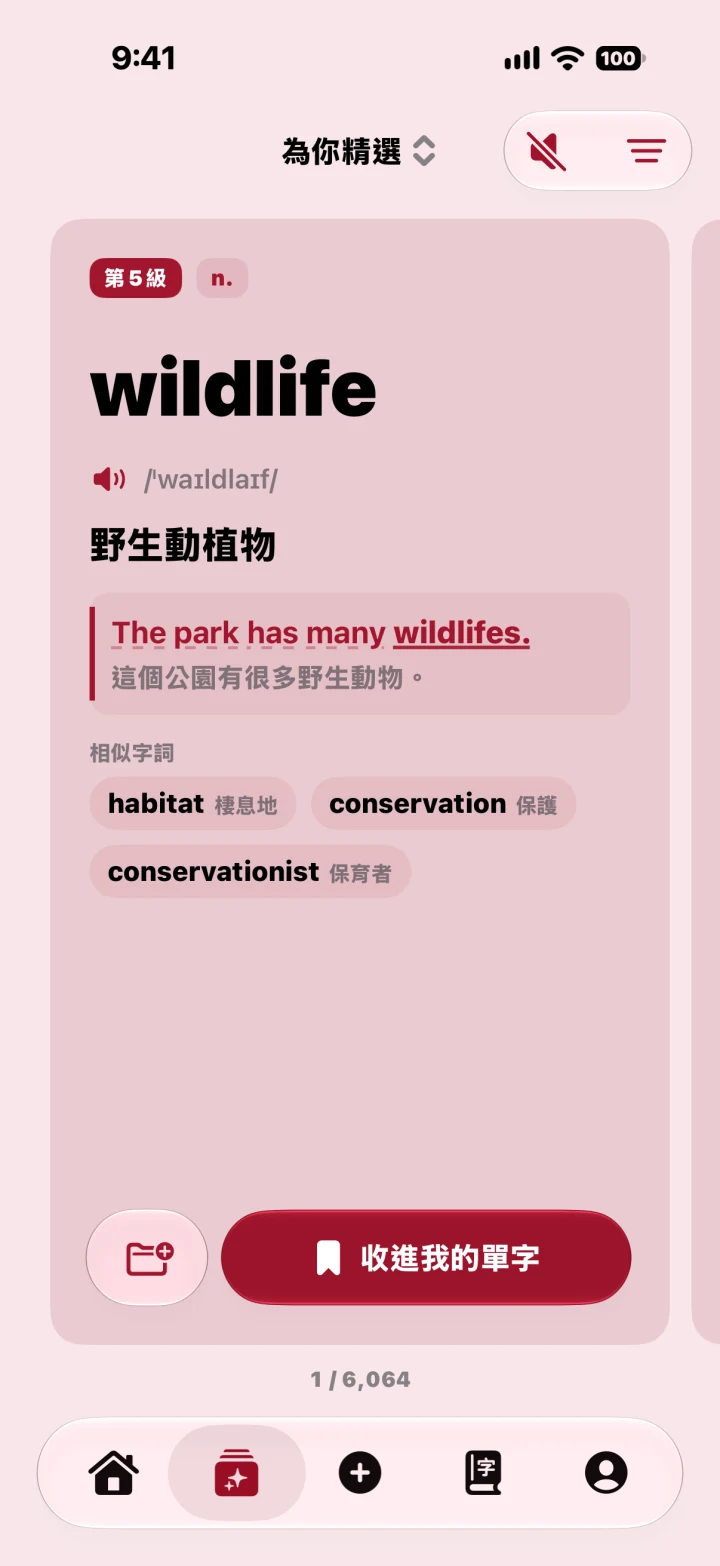 9:41
100
為你精選
第5級 n.
wildlife
/ˈwaɪldlaɪf/
野生動植物
The park has many wildlifes.
這個公園有很多野生動物。
相似字詞
habitat 棲息地 conservation 保護
conservationist 保育者
收進我的單字
1 / 6,064
字